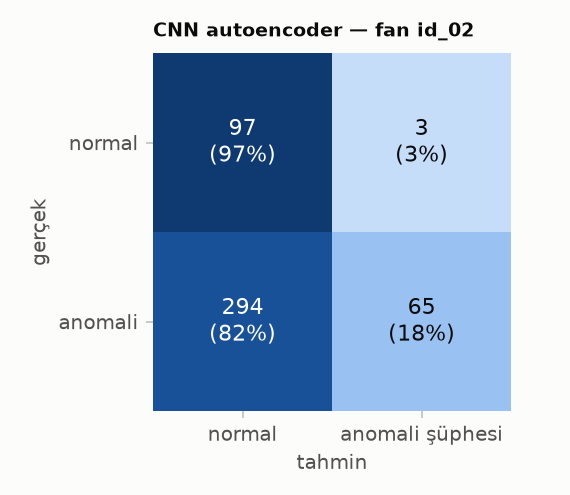 CNN autoencoder — fan id_02
gerçek
normal
97
(97%)
3
(3%)
anomali
294
(82%)
65
(18%)
normal
anomali şüphesi
tahmin